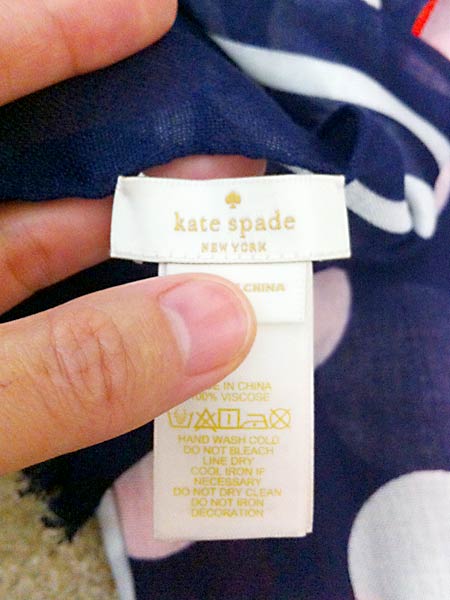 kate spade
NEW YORK
CHINA
IN CHINA
100% VISCOSE
HAND WASH COLD
DO NOT BLEACH
LINE DRY
COOL IRON IF
NECESSARY
DO NOT DRY CLEAN
DO NOT IRON
DECORATION